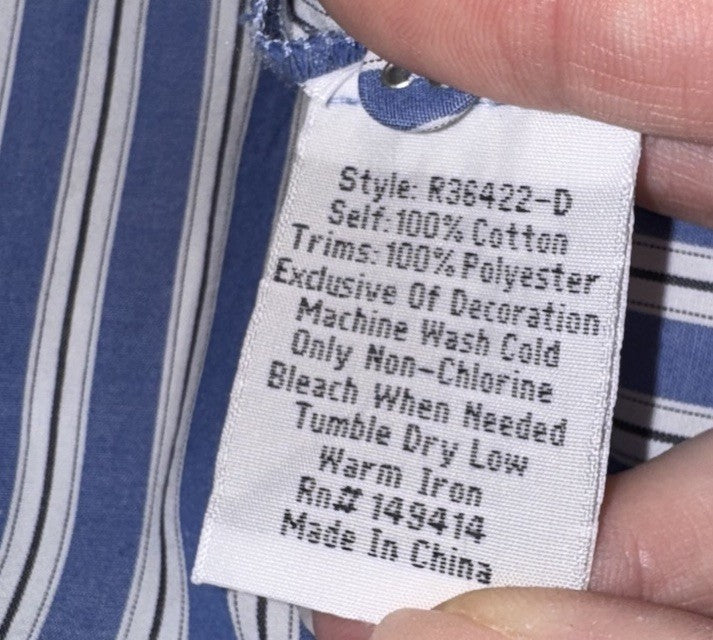 Style: R36422-D
Self:100% Cotton
Trims:100% Polyester
Exclusive Of Decoration
Machine Wash Cold
Only Non-Chlorine
Bleach When Needed
Tumble Dry Low
Warm Iron
Rn# 149414
Made In China